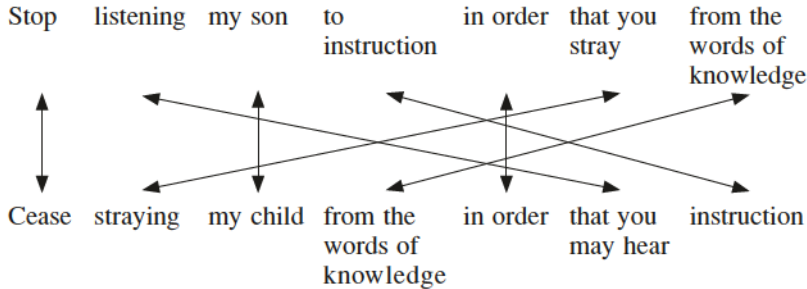 Stop listening my son to in order that you from the
instruction stray words of
knowledge
Cease straying my child from the in order that you instruction
words of may hear
knowledge